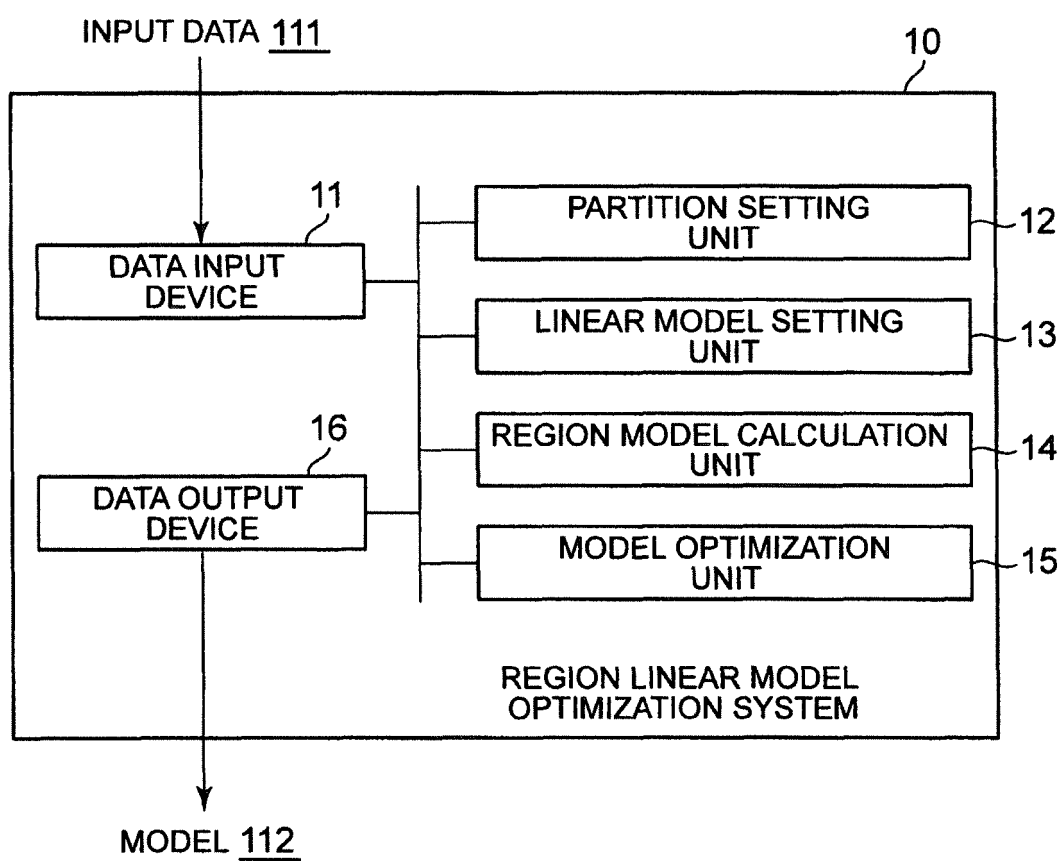 INPUT DATA 111
10
11
DATA INPUT
DEVICE
PARTITION SETTING
UNIT
12
LINEAR MODEL SETTING
UNIT
13
REGION MODEL CALCULATION
UNIT
14
16
DATA OUTPUT
DEVICE
MODEL OPTIMIZATION
UNIT
15
REGION LINEAR MODEL
OPTIMIZATION SYSTEM
MODEL 112